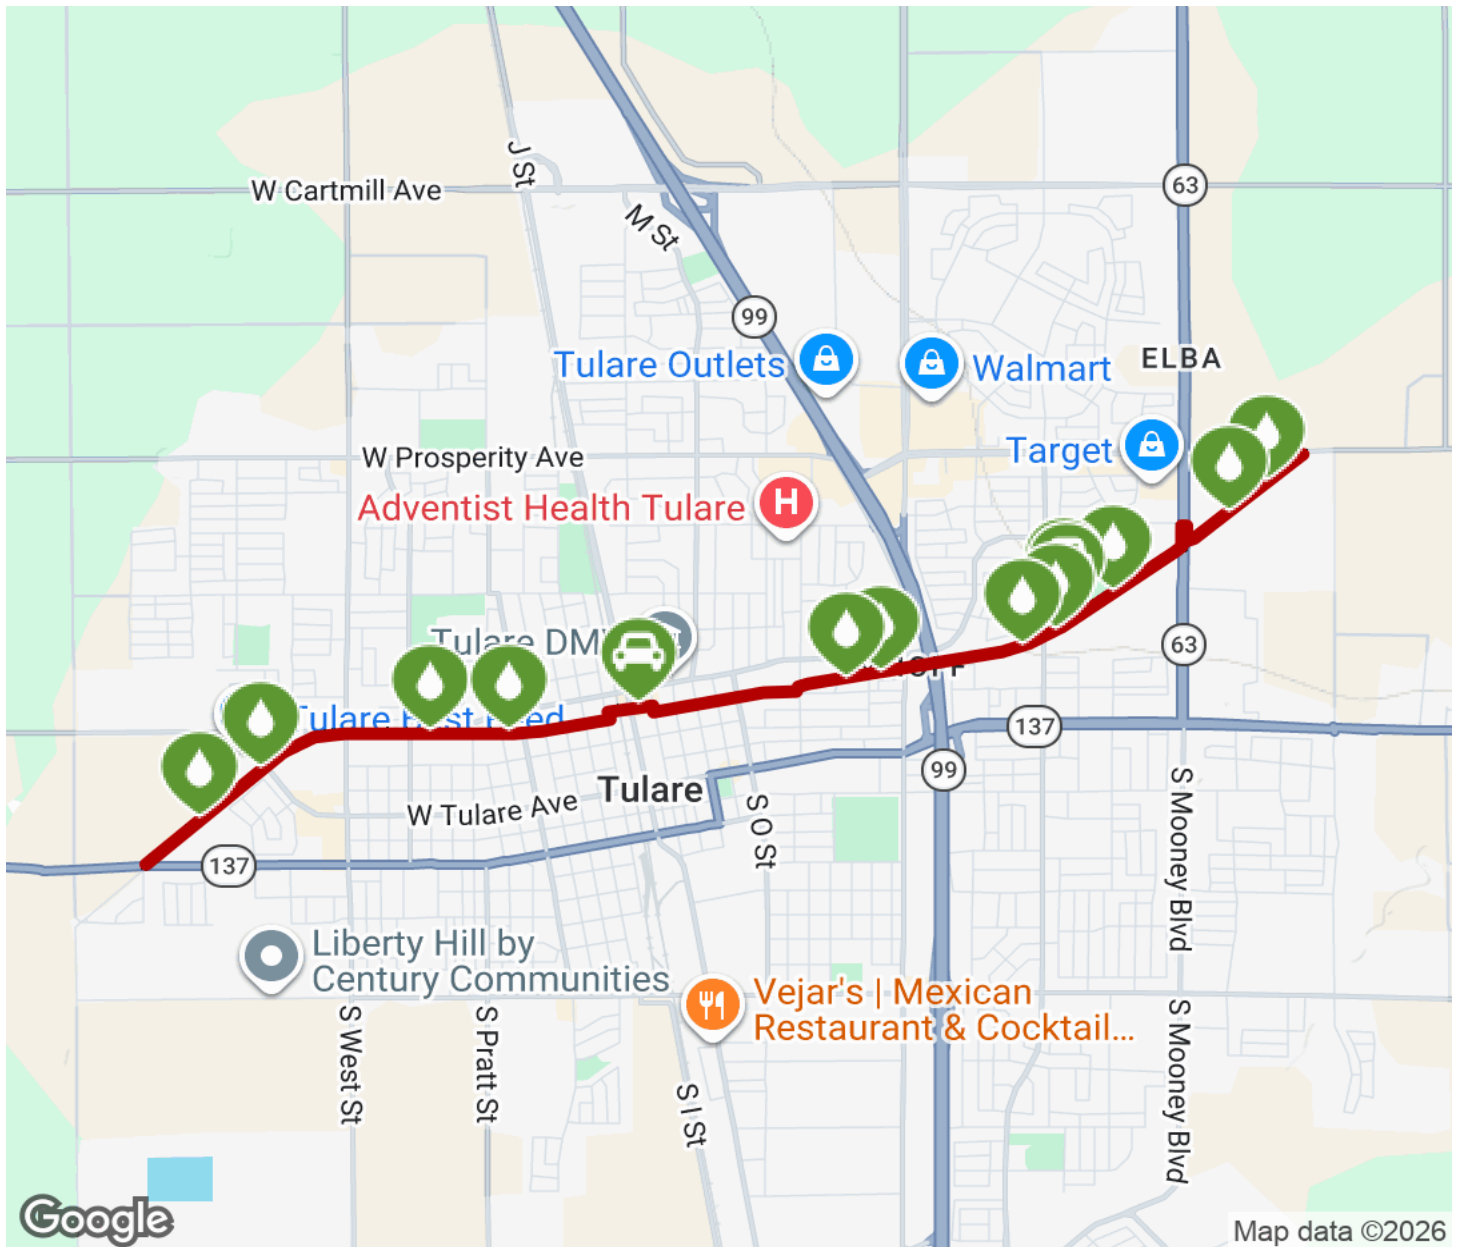 J St
W Cartmill Ave
63
M St
99
Tulare Outlets
Walmart
ELBA
W Prosperity Ave
Target
Adventist Health Tulare
H
Tulare
63
Tulare
137
W Tulare Ave
Tulare
99
S O St
S Mooney Blvd
137
Liberty Hill by
Century Communities
Vejar's | Mexican
Restaurant & Cocktail...
S West St
S Pratt St
S I St
S Mooney Blvd
Google
Map data ©2026